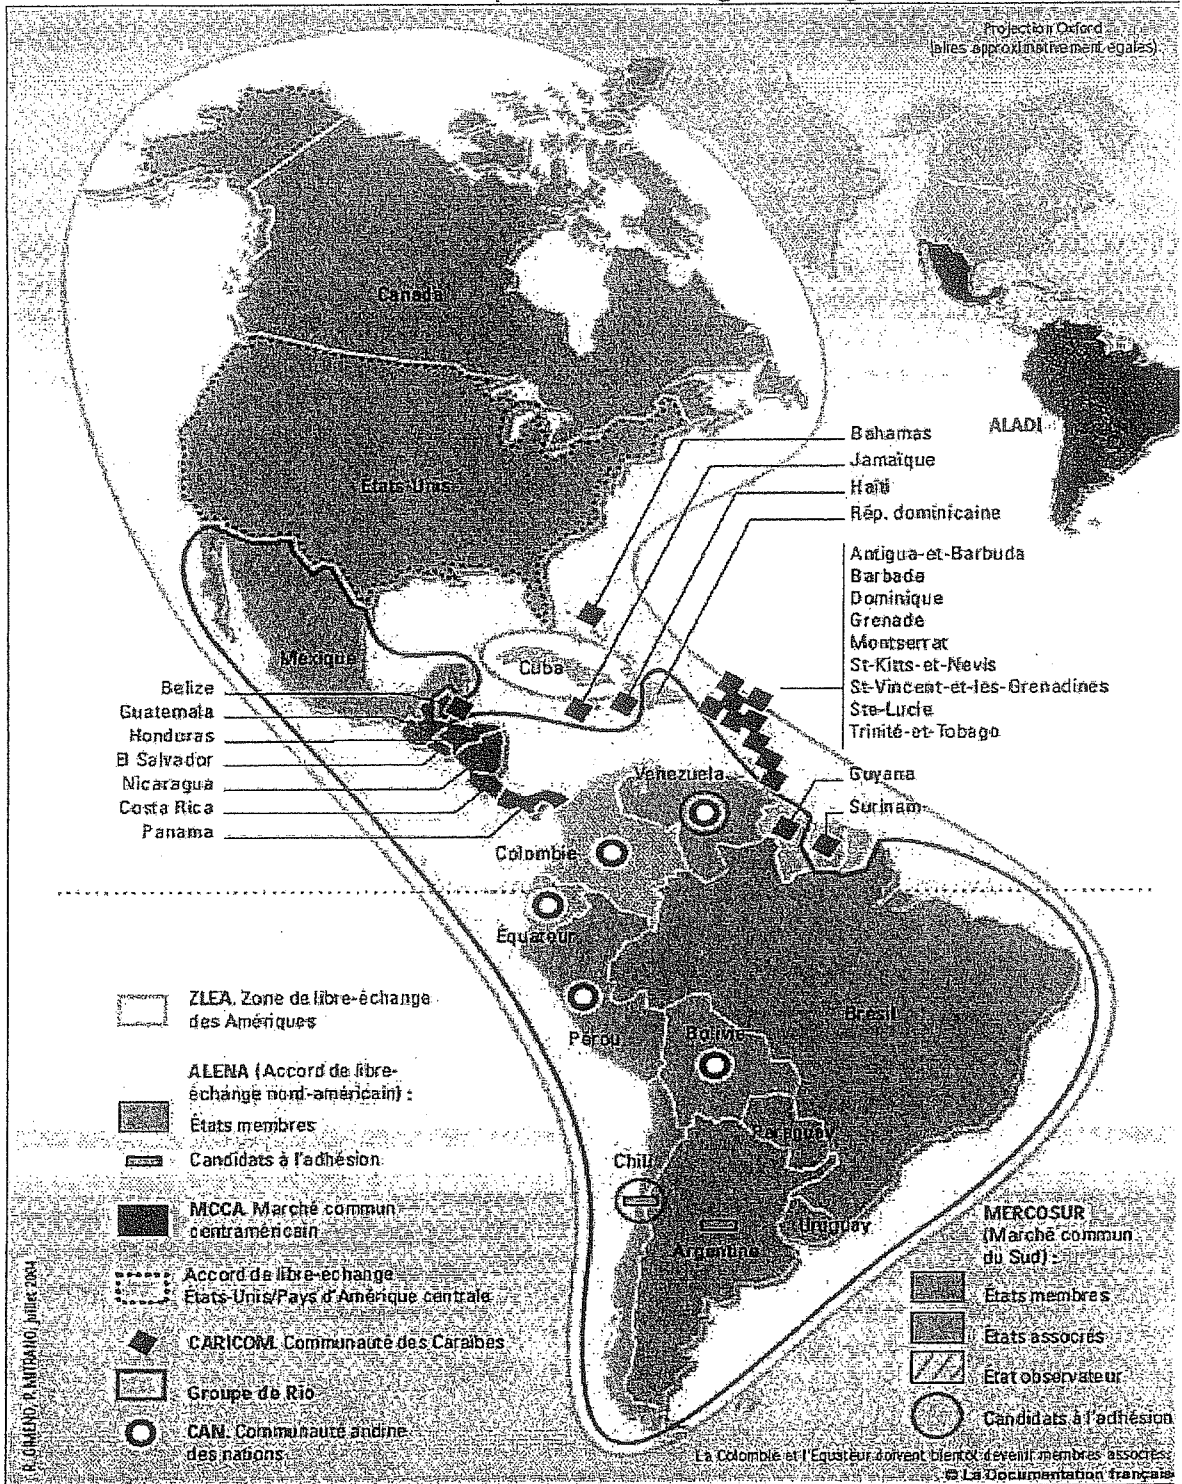 Projection Oxford
(aires approximativement égales)
Canada
États-Unis
Bahamas
Jamaïque
Haïti
Rép. dominicaine
ALADI
Antigua-et-Barbuda
Barbada
Dominique
Grenade
Montserrat
St-Kitts-et-Nevis
St-Vincent-et-les-Grenadines
Ste-Lucie
Trinité-et-Tobago
Mexique
Cuba
Belize
Guatemala
Honduras
El Salvador
Nicaragua
Costa Rica
Panama
Venezuela
Guyana
Surinam
Colombie
Équateur
Pérou
Brésil
Bolivie
Paraguay
Chili
Uruguay
Argentine
ZLEA. Zone de libre-échange
des Amériques
ALENA (Accord de libre-
échange nord-américain) :
États membres
Candidats à l'adhésion
MCCA. Marché commun
centraméricain
Accord de libre-échange
États-Unis/Pays d'Amérique centrale
CARICOM. Communauté des Caraïbes
Groupe de Rio
CAN. Communauté andine
des nations
MERCOSUR
(Marché commun
du Sud) :
États membres
États associés
État observateur
Candidats à l'adhésion
La Colombie et l'Équateur doivent bientôt devenir membres associés.
© La Documentation français
R. GIMENO, P. MITRANO, juillet 2004